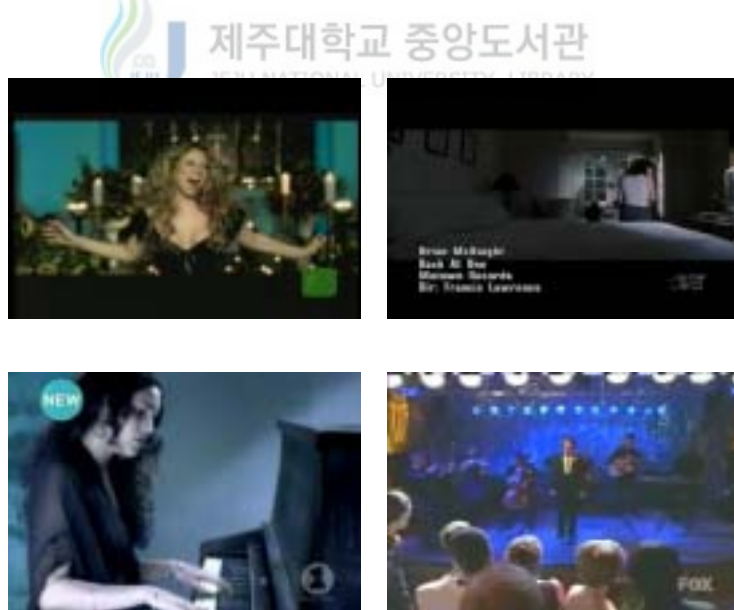 제주대학교 중앙도서관
JEJU NATIONAL UNIVERSITY LIBRARY
Brian McKnight
Back At One
Motown Records
Dir: Francis Lawrence
NEW
FOX